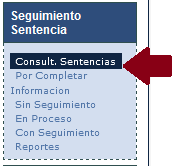 Seguimiento
Sentencia
Consult. Sentencias
Por Completar
Informacion
Sin Seguimiento
En Proceso
Con Seguimiento
Reportes